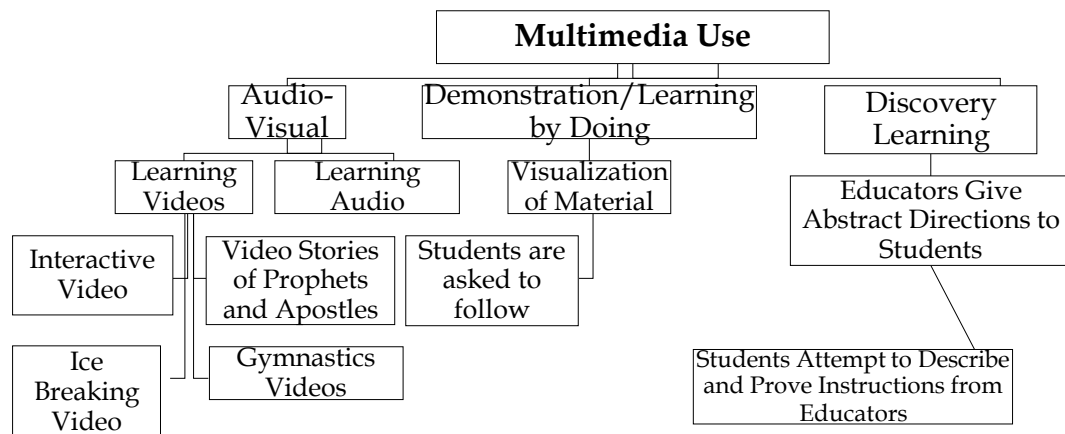 Multimedia Use
Audio-
Visual
Demonstration/Learning
by Doing
Discovery
Learning
Learning
Videos
Learning
Audio
Visualization
of Material
Educators Give
Abstract Directions to
Students
Interactive
Video
Video Stories
of Prophets
and Apostles
Students are
asked to
follow
Ice
Breaking
Video
Gymnastics
Videos
Students Attempt to Describe
and Prove Instructions from
Educators